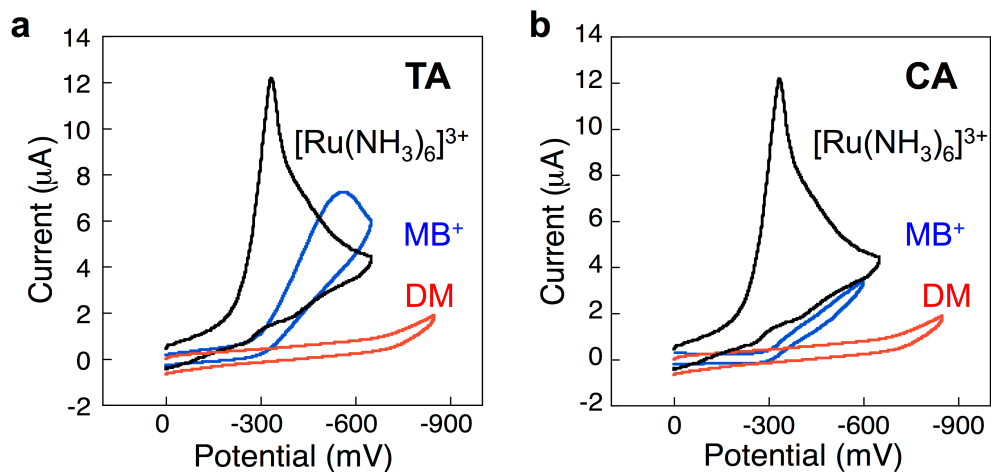 a
14
12
10
8
6
4
2
0
-2
Current (µA)
TA
[Ru(NH₃)₆]³⁺
MB⁺
DM
0 -300 -600 -900
Potential (mV)
b
14
12
10
8
6
4
2
0
-2
Current (µA)
CA
[Ru(NH₃)₆]³⁺
MB⁺
DM
0 -300 -600 -900
Potential (mV)